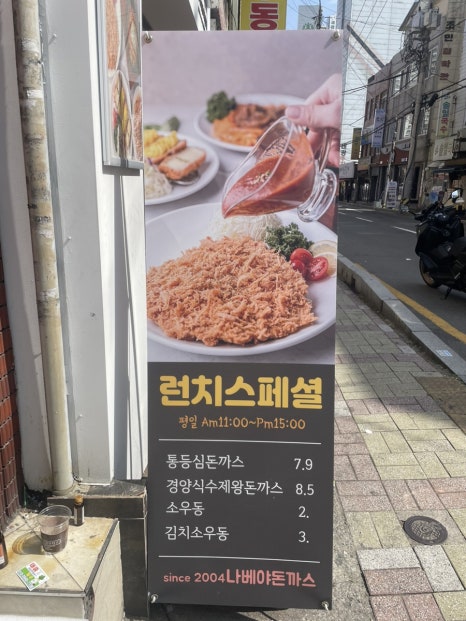 동
런치스페셜
평일 Am11:00~Pm15:00
통등심돈까스 7.9
경양식수제왕돈까스 8.5
소우동 2.
김치소우동 3.
since 2004 나베야돈까스